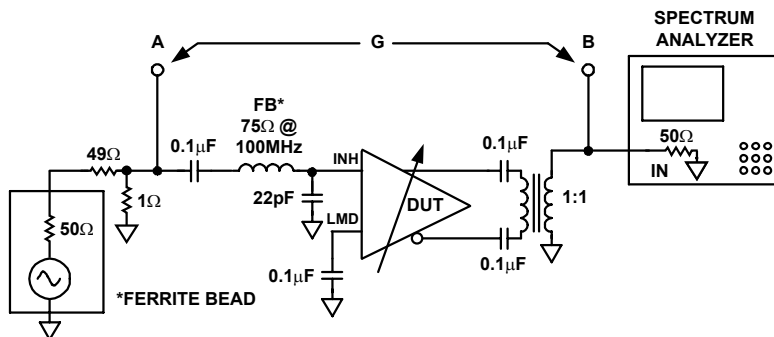 SPECTRUM
ANALYZER
A
G
B
FB*
75Ω @
100MHz
0.1μF
49Ω
1Ω
50Ω
22pF
INH
LMD
DUT
0.1μF
0.1μF
0.1μF
1:1
50Ω
IN
*FERRITE BEAD